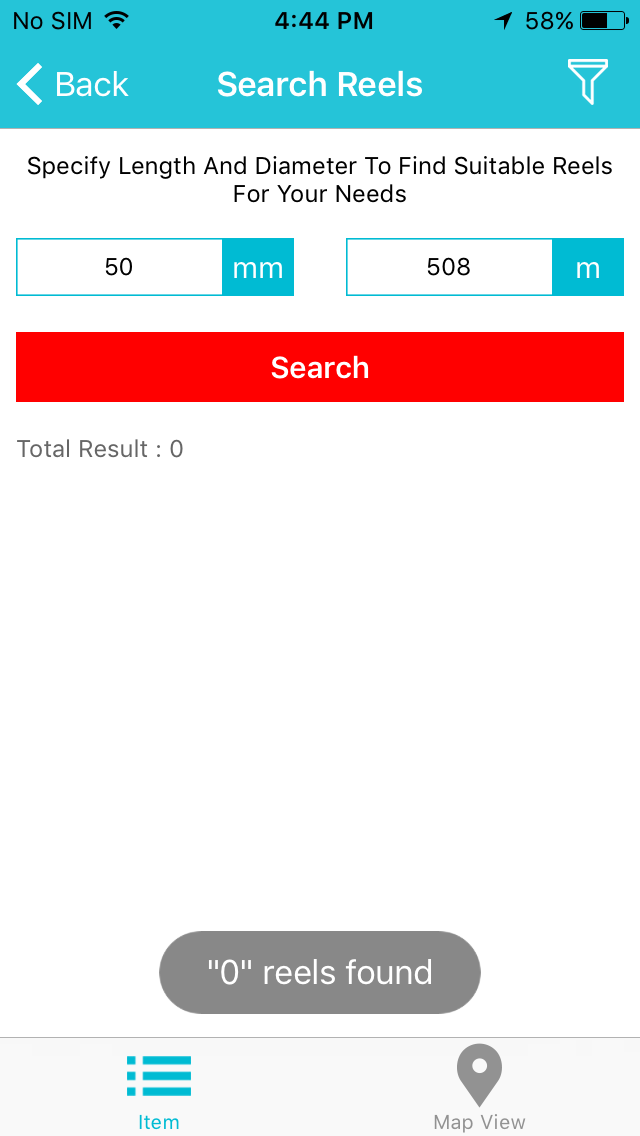 No SIM 4:44 PM 58%
Back Search Reels
Specify Length And Diameter To Find Suitable Reels
For Your Needs
50 mm 508 m
Search
Total Result : 0
"0" reels found
Item Map View